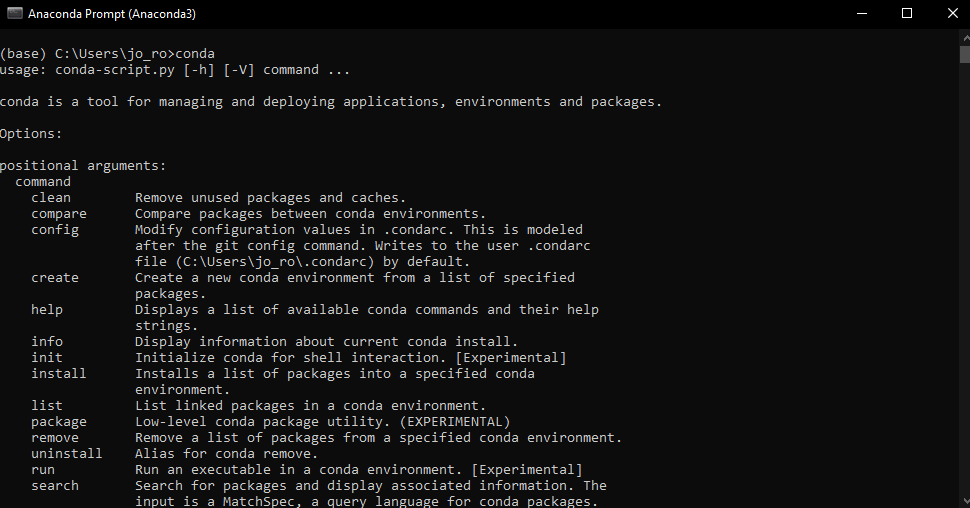 Anaconda Prompt (Anaconda3)
(base) C:\Users\jo_ro>conda
usage: conda-script.py [-h] [-V] command ...
conda is a tool for managing and deploying applications, environments and packages.
Options:
positional arguments:
command
clean Remove unused packages and caches.
compare Compare packages between conda environments.
config Modify configuration values in .condarc. This is modeled
after the git config command. Writes to the user .condarc
file (C:\Users\jo_ro\.condarc) by default.
create Create a new conda environment from a list of specified
packages.
help Displays a list of available conda commands and their help
strings.
info Display information about current conda install.
init Initialize conda for shell interaction. [Experimental]
install Installs a list of packages into a specified conda
environment.
list List linked packages in a conda environment.
package Low-level conda package utility. (EXPERIMENTAL)
remove Remove a list of packages from a specified conda environment.
uninstall Alias for conda remove.
run Run an executable in a conda environment. [Experimental]
search Search for packages and display associated information. The
input is a MatchSpec, a query language for conda packages.